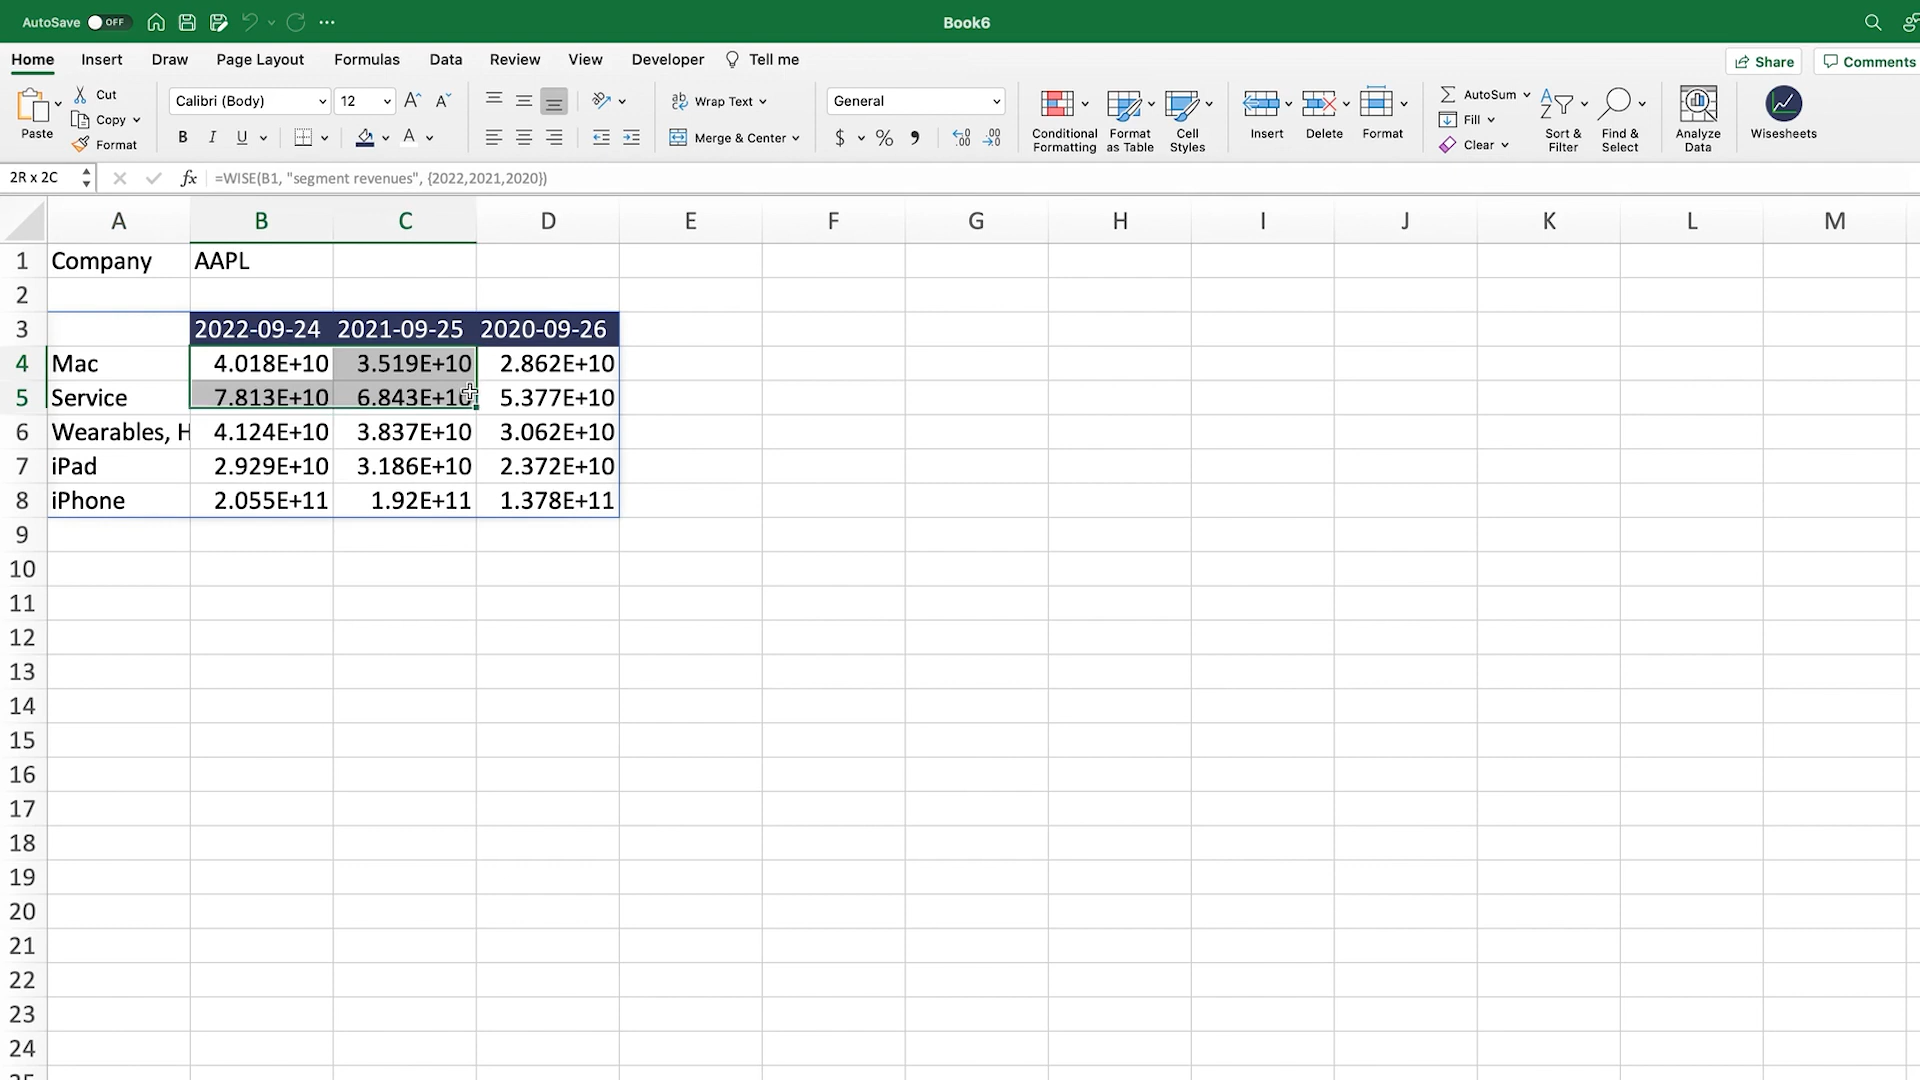 AutoSave OFF Book6
Home Insert Draw Page Layout Formulas Data Review View Developer Tell me Share Comments
Paste Cut Copy Format
Calibri (Body) 12
B I U A
Wrap Text
Merge & Center
General
$ %
Conditional Formatting
Format as Table
Cell Styles
Insert Delete Format
AutoSum
Fill
Clear
Sort & Filter
Find & Select
Analyze Data
Wisesheets
2R x 2C fx =WISE(B1, "segment revenues", {2022,2021,2020})
A B C D E F G H I J K L M
1 Company AAPL
2
3 2022-09-24 2021-09-25 2020-09-26
4 Mac 4.018E+10 3.519E+10 2.862E+10
5 Service 7.813E+10 6.843E+10 5.377E+10
6 Wearables, H 4.124E+10 3.837E+10 3.062E+10
7 iPad 2.929E+10 3.186E+10 2.372E+10
8 iPhone 2.055E+11 1.92E+11 1.378E+11
9
10
11
12
13
14
15
16
17
18
19
20
21
22
23
24